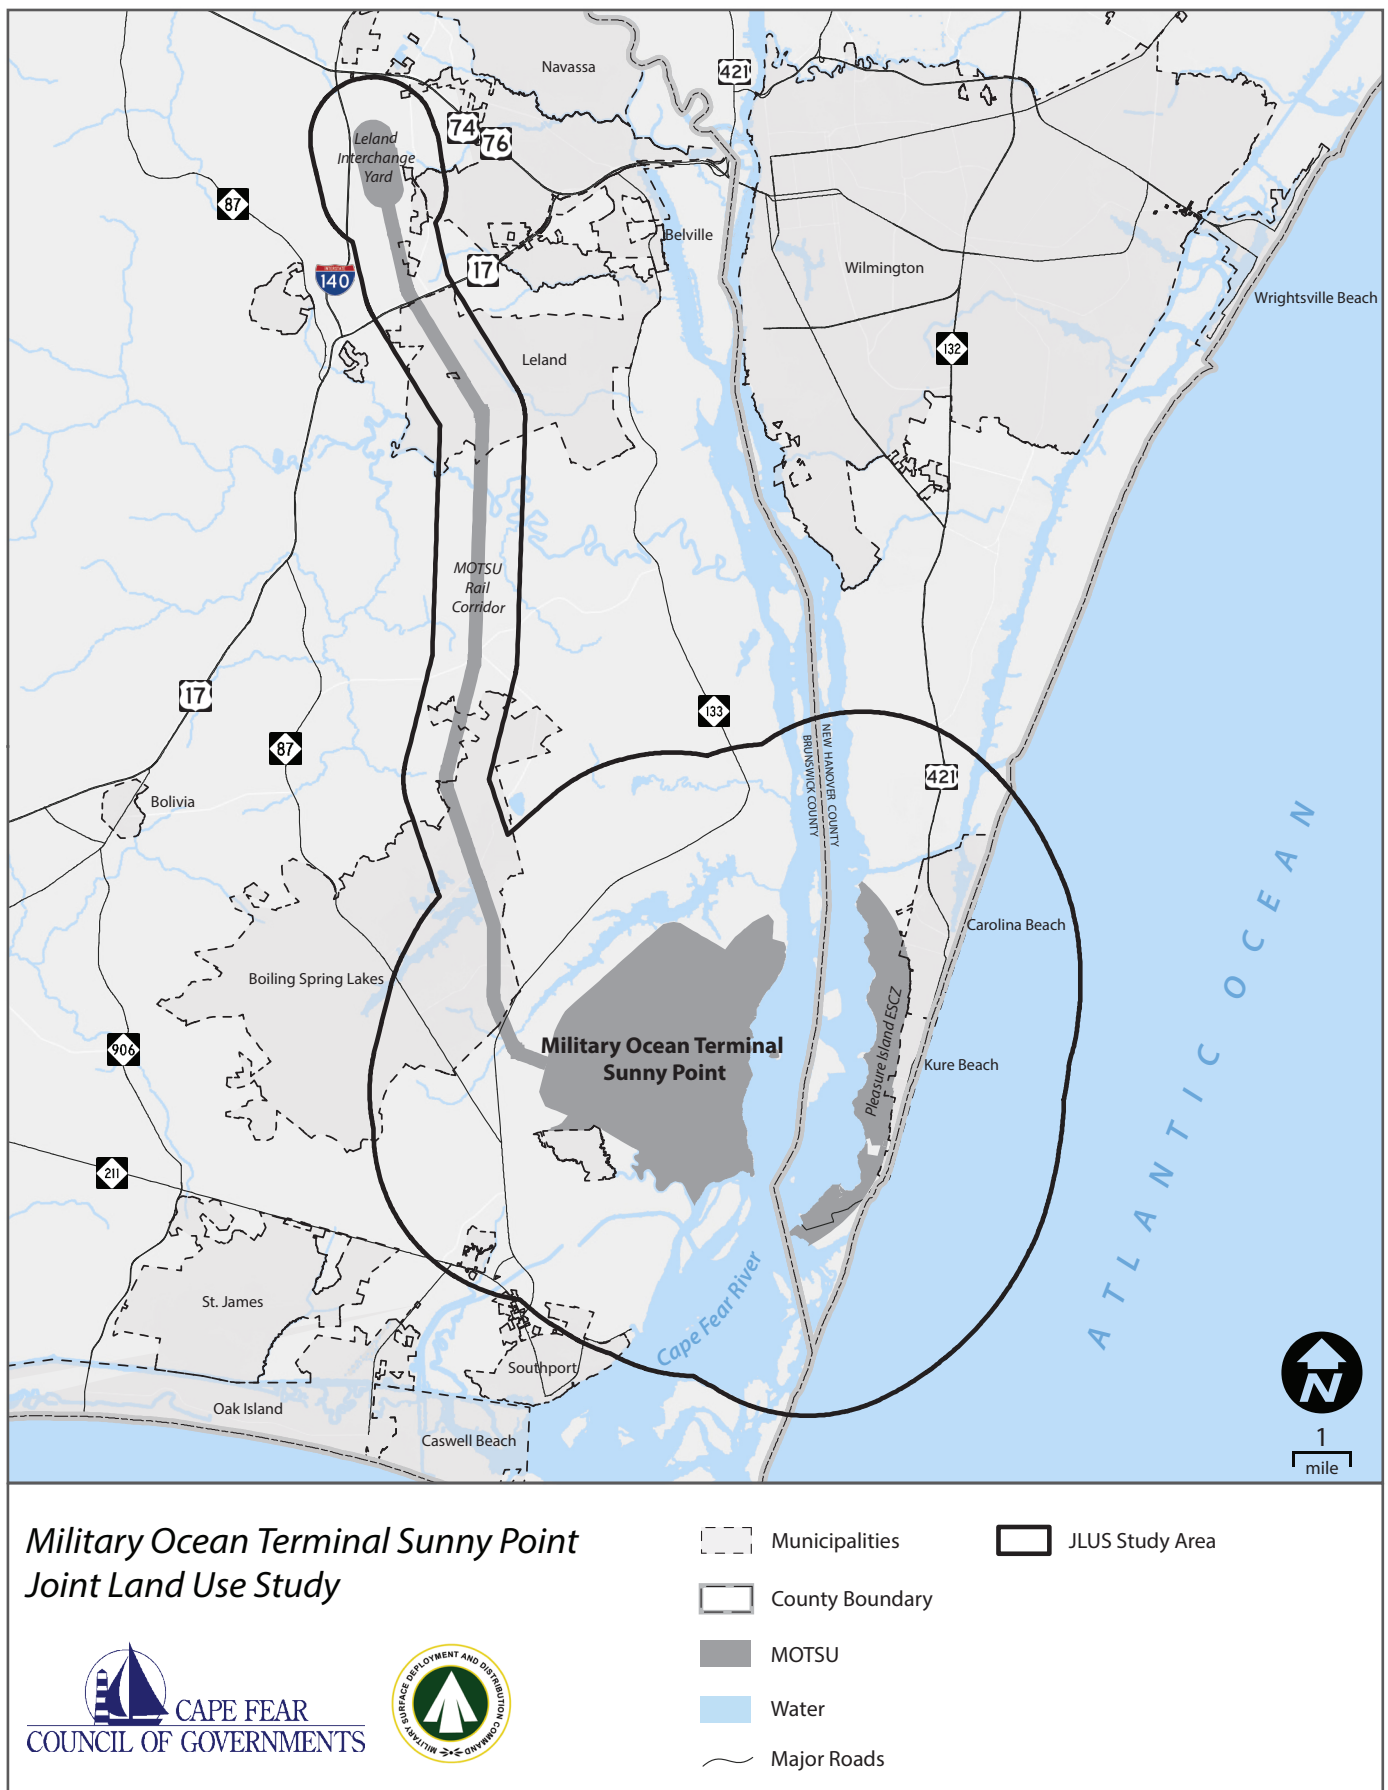 Navassa
421
74
76
Leland
Interchange
Yard
87
Belville
17
INTERSTATE
140
Wilmington
Wrightsville Beach
132
Leland
MOTSU
Rail
Corridor
17
133
87
NEW HANOVER COUNTY
BRUNSWICK COUNTY
421
Bolivia
Carolina Beach
Boiling Spring Lakes
Pleasure Island ESCZ
906
Military Ocean Terminal
Sunny Point
Kure Beach
ATLANTIC OCEAN
211
St. James
Cape Fear River
Southport
Oak Island
Caswell Beach
N
1
mile
Military Ocean Terminal Sunny Point
Joint Land Use Study
CAPE FEAR
COUNCIL OF GOVERNMENTS
MILITARY SURFACE DEPLOYMENT AND DISTRIBUTION COMMAND
Municipalities
County Boundary
MOTSU
Water
Major Roads
JLUS Study Area